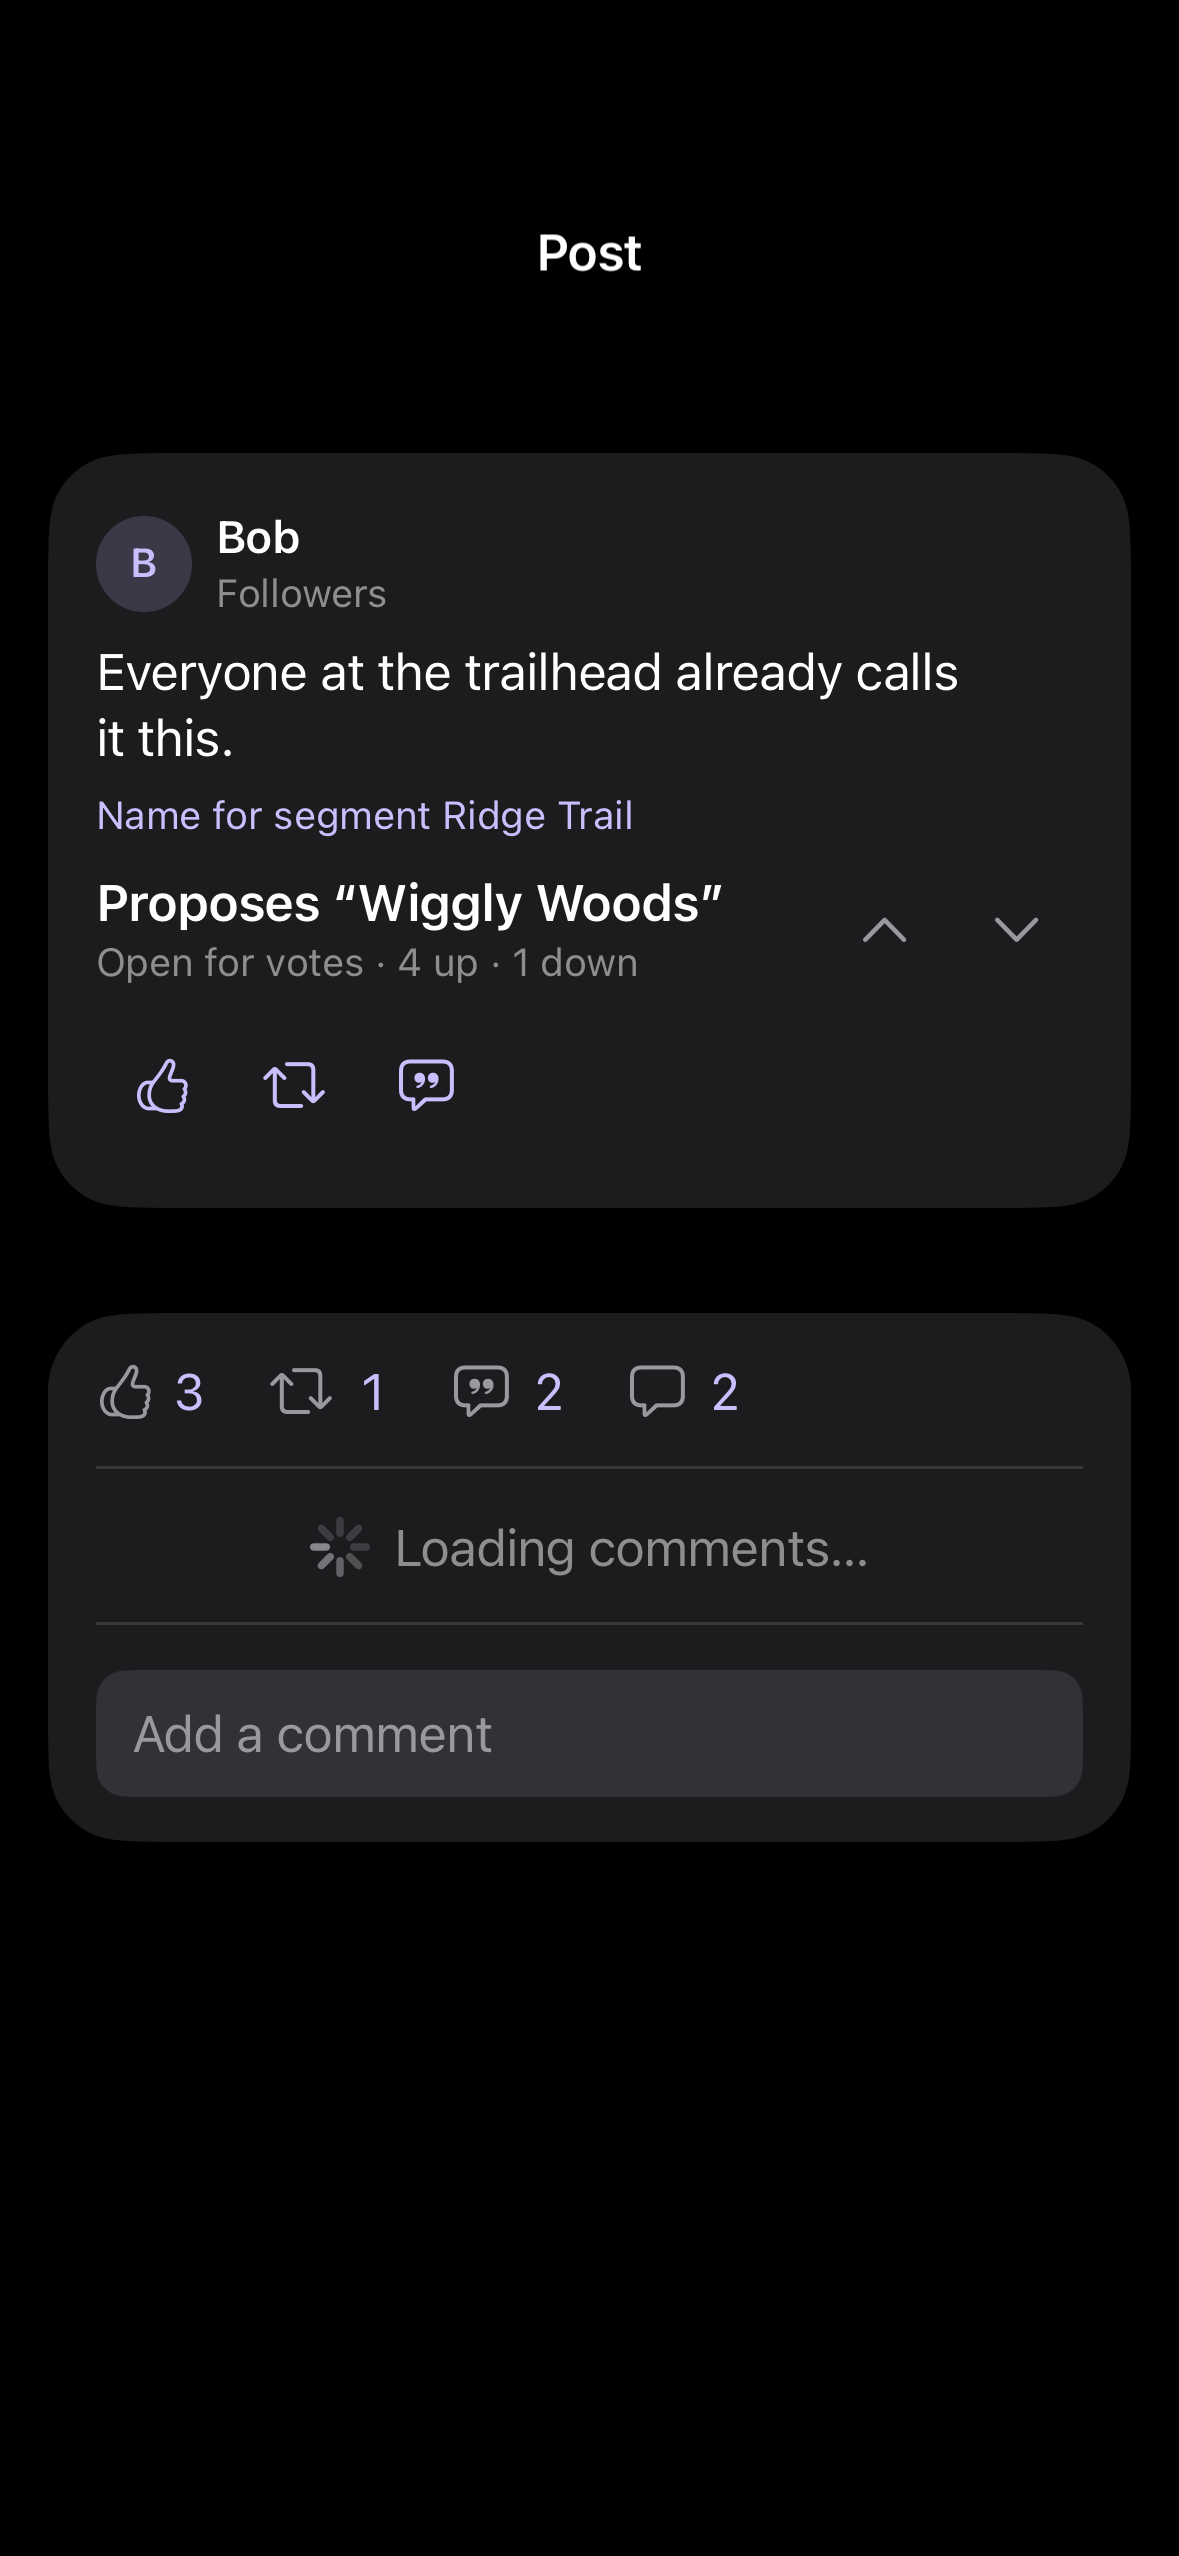 Post
B
Bob
Followers
Everyone at the trailhead already calls
it this.
Name for segment Ridge Trail
Proposes “Wiggly Woods”
Open for votes · 4 up · 1 down
3 1 2 2
Loading comments...
Add a comment